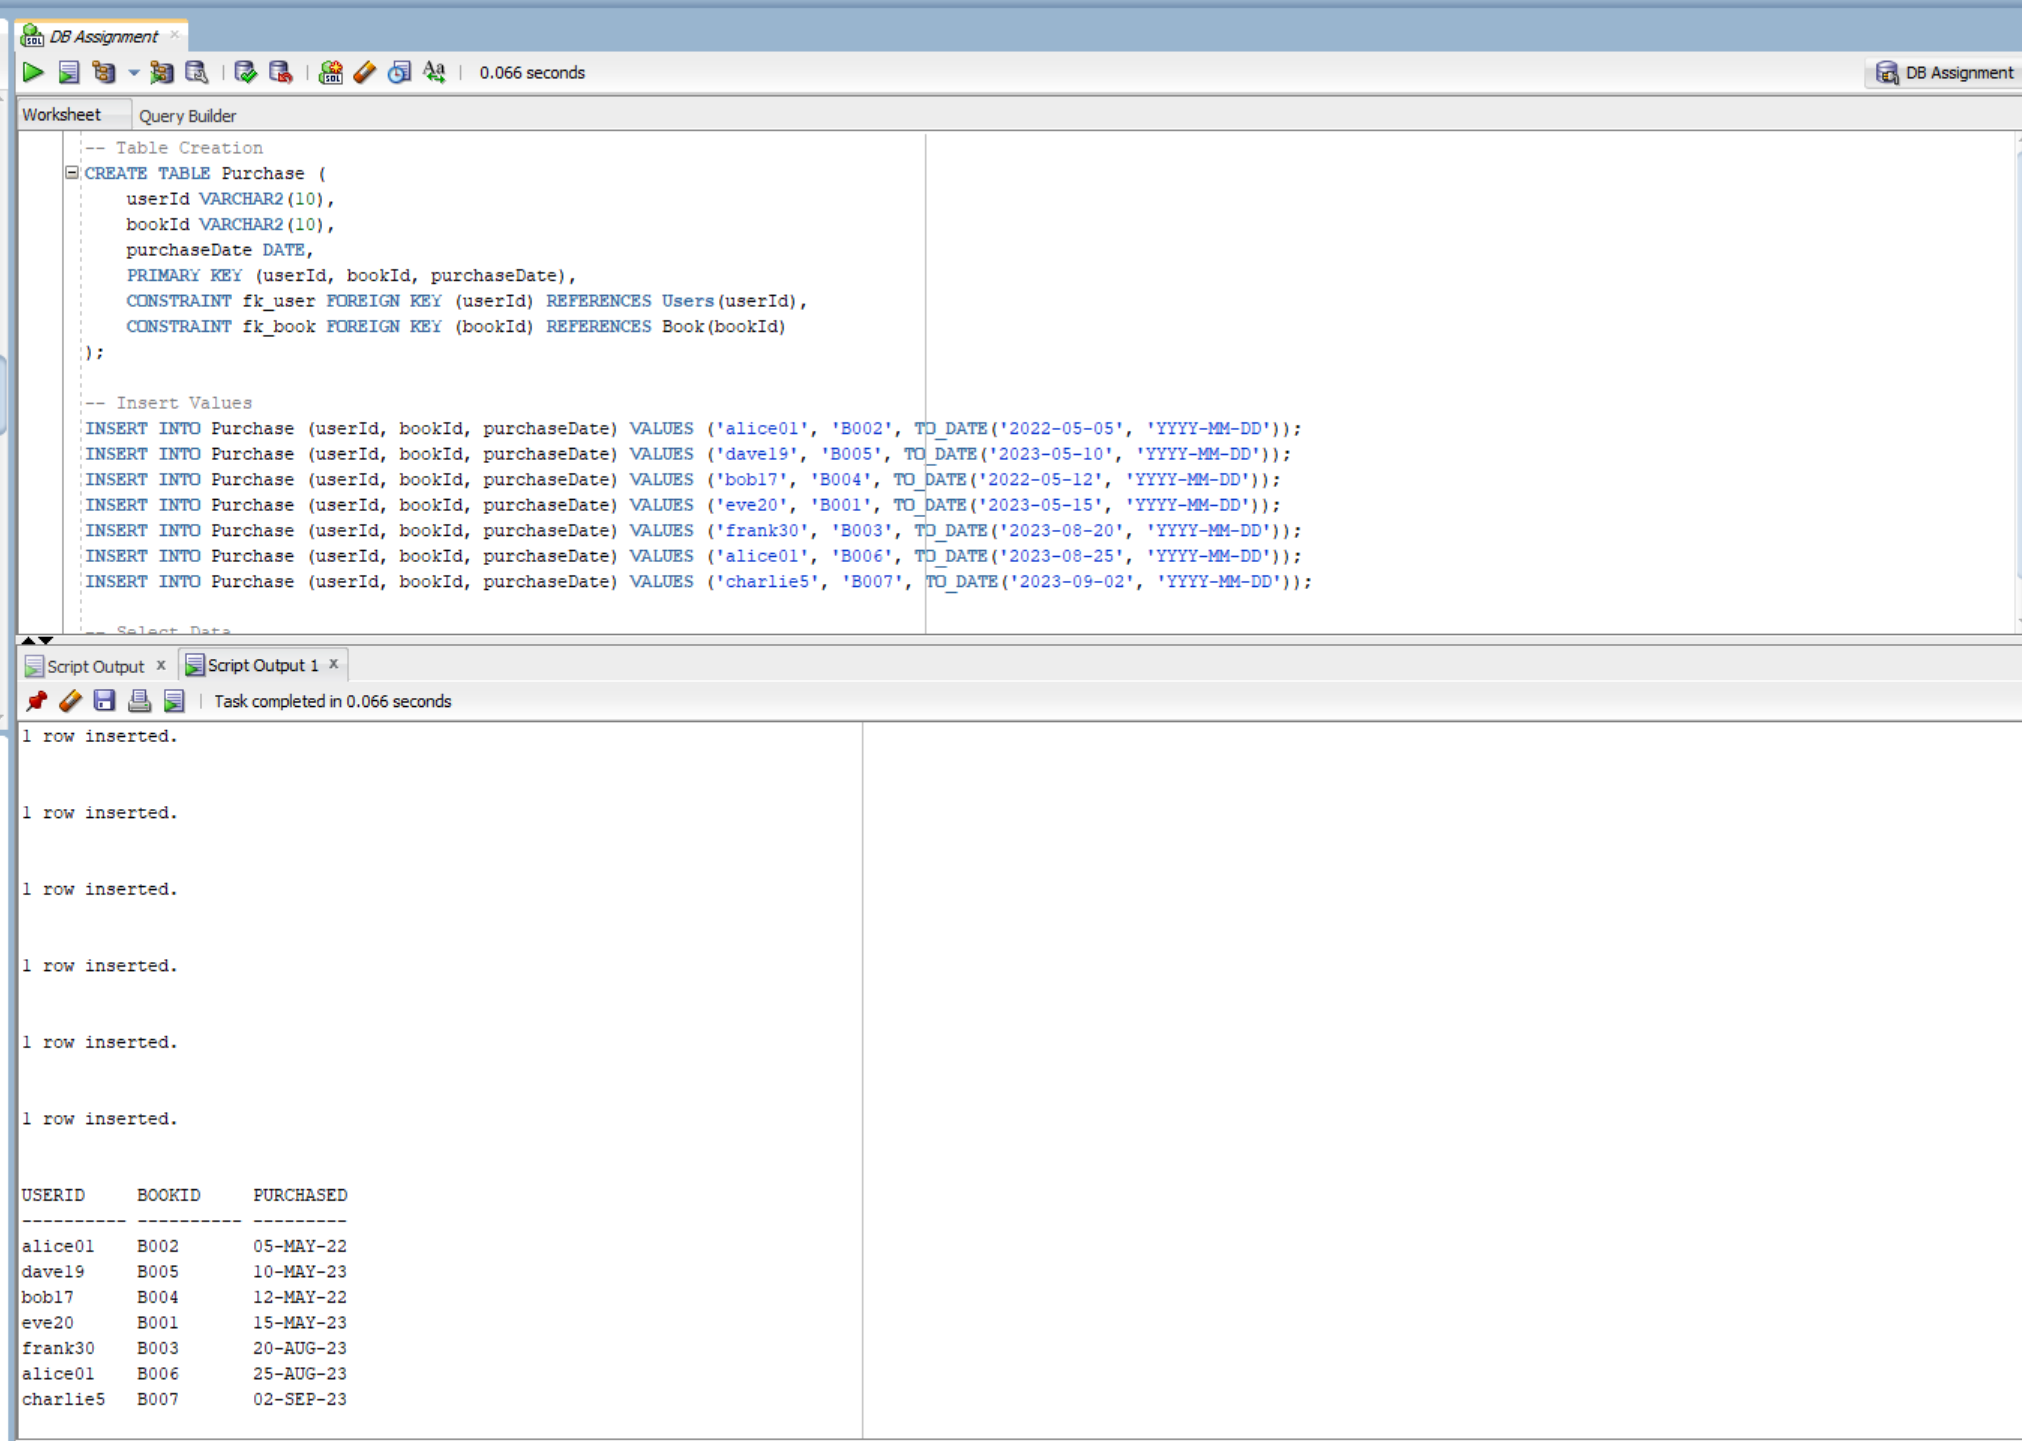 DB Assignment
0.066 seconds
DB Assignment
Worksheet
Query Builder
-- Table Creation
CREATE TABLE Purchase (
userId VARCHAR2(10),
bookId VARCHAR2(10),
purchaseDate DATE,
PRIMARY KEY (userId, bookId, purchaseDate),
CONSTRAINT fk_user FOREIGN KEY (userId) REFERENCES Users(userId),
CONSTRAINT fk_book FOREIGN KEY (bookId) REFERENCES Book(bookId)
);
-- Insert Values
INSERT INTO Purchase (userId, bookId, purchaseDate) VALUES ('alice01', 'B002', TO_DATE('2022-05-05', 'YYYY-MM-DD'));
INSERT INTO Purchase (userId, bookId, purchaseDate) VALUES ('dave19', 'B005', TO_DATE('2023-05-10', 'YYYY-MM-DD'));
INSERT INTO Purchase (userId, bookId, purchaseDate) VALUES ('bob17', 'B004', TO_DATE('2022-05-12', 'YYYY-MM-DD'));
INSERT INTO Purchase (userId, bookId, purchaseDate) VALUES ('eve20', 'B001', TO_DATE('2023-05-15', 'YYYY-MM-DD'));
INSERT INTO Purchase (userId, bookId, purchaseDate) VALUES ('frank30', 'B003', TO_DATE('2023-08-20', 'YYYY-MM-DD'));
INSERT INTO Purchase (userId, bookId, purchaseDate) VALUES ('alice01', 'B006', TO_DATE('2023-08-25', 'YYYY-MM-DD'));
INSERT INTO Purchase (userId, bookId, purchaseDate) VALUES ('charlie5', 'B007', TO_DATE('2023-09-02', 'YYYY-MM-DD'));
-- Select Data
Script Output x
Script Output 1 x
Task completed in 0.066 seconds
1 row inserted.
1 row inserted.
1 row inserted.
1 row inserted.
1 row inserted.
1 row inserted.
USERID BOOKID PURCHASED
---------- ---------- ---------
alice01 B002 05-MAY-22
dave19 B005 10-MAY-23
bob17 B004 12-MAY-22
eve20 B001 15-MAY-23
frank30 B003 20-AUG-23
alice01 B006 25-AUG-23
charlie5 B007 02-SEP-23